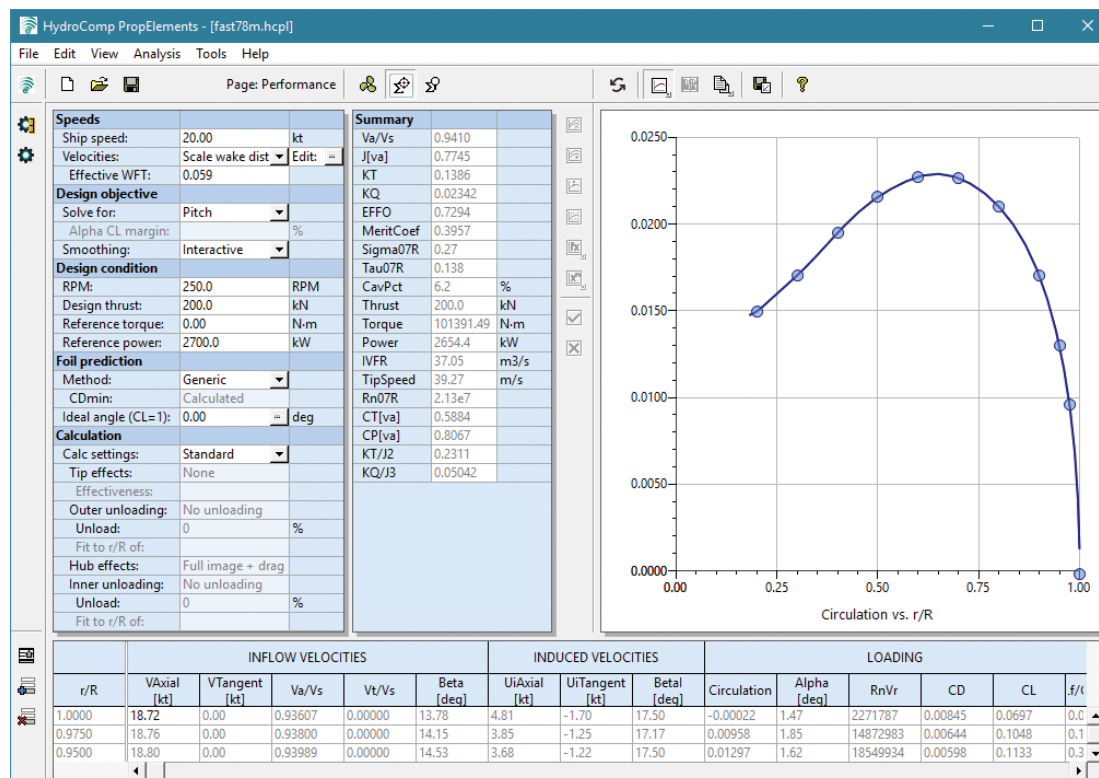 HydroComp PropElements - [fast78m.hcpl]
File Edit View Analysis Tools Help
Page: Performance
Speeds
Ship speed: 20.00 kt
Velocities: Scale wake dist Edit:
Effective WFT: 0.059
Design objective
Solve for: Pitch
Alpha CL margin: %
Smoothing: Interactive
Design condition
RPM: 250.0 RPM
Design thrust: 200.0 kN
Reference torque: 0.00 N·m
Reference power: 2700.0 kW
Foil prediction
Method: Generic
CDmin: Calculated
Ideal angle (CL=1): 0.00 deg
Calculation
Calc settings: Standard
Tip effects: None
Effectiveness:
Outer unloading: No unloading
Unload: 0 %
Fit to r/R of:
Hub effects: Full image + drag
Inner unloading: No unloading
Unload: 0 %
Fit to r/R of:
Summary
Va/Vs 0.9410
J[va] 0.7745
KT 0.1386
KQ 0.02342
EFFO 0.7294
MeritCoef 0.3957
Sigma07R 0.27
Tau07R 0.138
CavPct 6.2 %
Thrust 200.0 kN
Torque 101391.49 N·m
Power 2654.4 kW
IVFR 37.05 m3/s
TipSpeed 39.27 m/s
Rn07R 2.13e7
CT[va] 0.5884
CP[va] 0.8067
KT/J2 0.2311
KQ/J3 0.05042
0.0250
0.0200
0.0150
0.0100
0.0050
0.0000
0.00 0.25 0.50 0.75 1.00
Circulation vs. r/R
INFLOW VELOCITIES INDUCED VELOCITIES LOADING
r/R VAxial [kt] VTangent [kt] Va/Vs Vt/Vs Beta [deg] UiAxial [kt] UiTangent [kt] BetaI [deg] Circulation Alpha [deg] RnVr CD CL
1.0000 18.72 0.00 0.93607 0.00000 13.78 4.81 -1.70 17.50 -0.00022 1.47 2271787 0.00845 0.0697 0.0
0.9750 18.76 0.00 0.93800 0.00000 14.15 3.85 -1.25 17.17 0.00958 1.85 14872983 0.00644 0.1048 0.1
0.9500 18.80 0.00 0.93989 0.00000 14.53 3.68 -1.22 17.50 0.01297 1.62 18549934 0.00598 0.1133 0.3